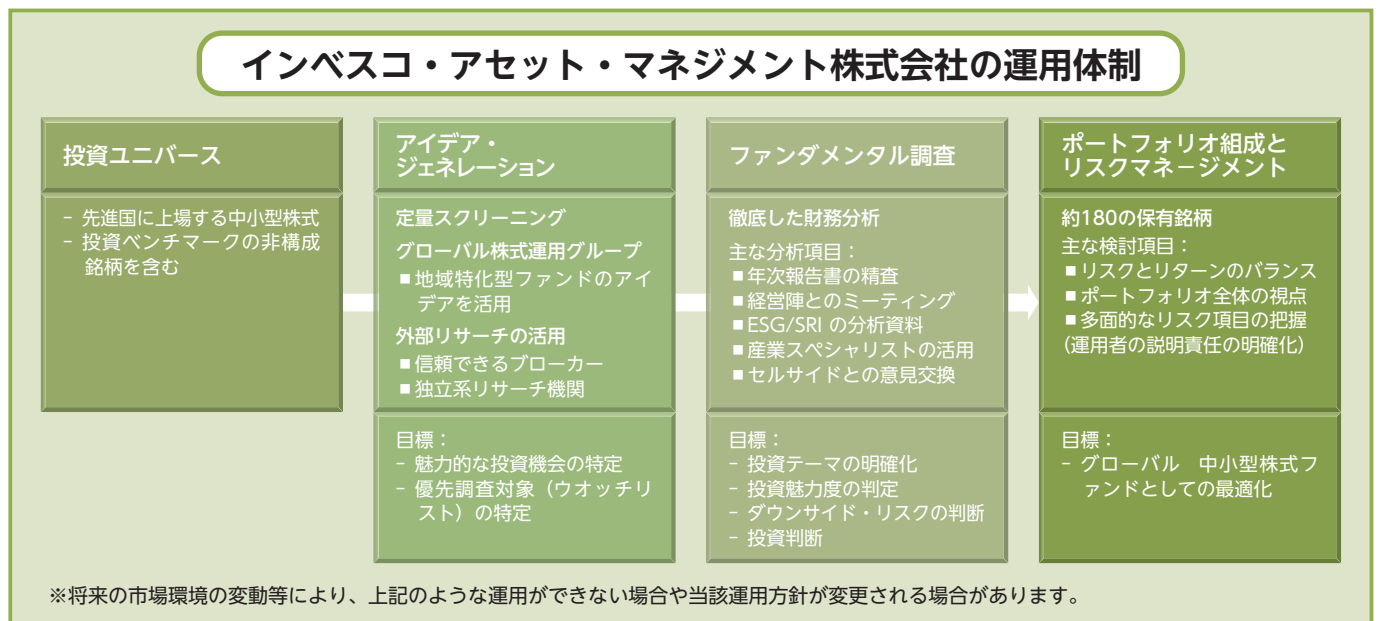 インベスコ・アセット・マネジメント株式会社の運用体制
投資ユニバース
- 先進国に上場する中小型株式
- 投資ベンチマークの非構成
銘柄を含む
アイデア・
ジェネレーション
定量スクリーニング
グローバル株式運用グループ
■地域特化型ファンドのアイ
デアを活用
外部リサーチの活用
■信頼できるブローカー
■独立系リサーチ機関
目標：
- 魅力的な投資機会の特定
- 優先調査対象（ウオッチリ
スト）の特定
ファンダメンタル調査
徹底した財務分析
主な分析項目：
■年次報告書の精査
■経営陣とのミーティング
■ESG/SRI の分析資料
■産業スペシャリストの活用
■セルサイドとの意見交換
目標：
- 投資テーマの明確化
- 投資魅力度の判定
- ダウンサイド・リスクの判断
- 投資判断
ポートフォリオ組成と
リスクマネージメント
約180の保有銘柄
主な検討項目：
■リスクとリターンのバランス
■ポートフォリオ全体の視点
■多面的なリスク項目の把握
（運用者の説明責任の明確化）
目標：
- グローバル　中小型株式フ
ァンドとしての最適化
※将来の市場環境の変動等により、上記のような運用ができない場合や当該運用方針が変更される場合があります。